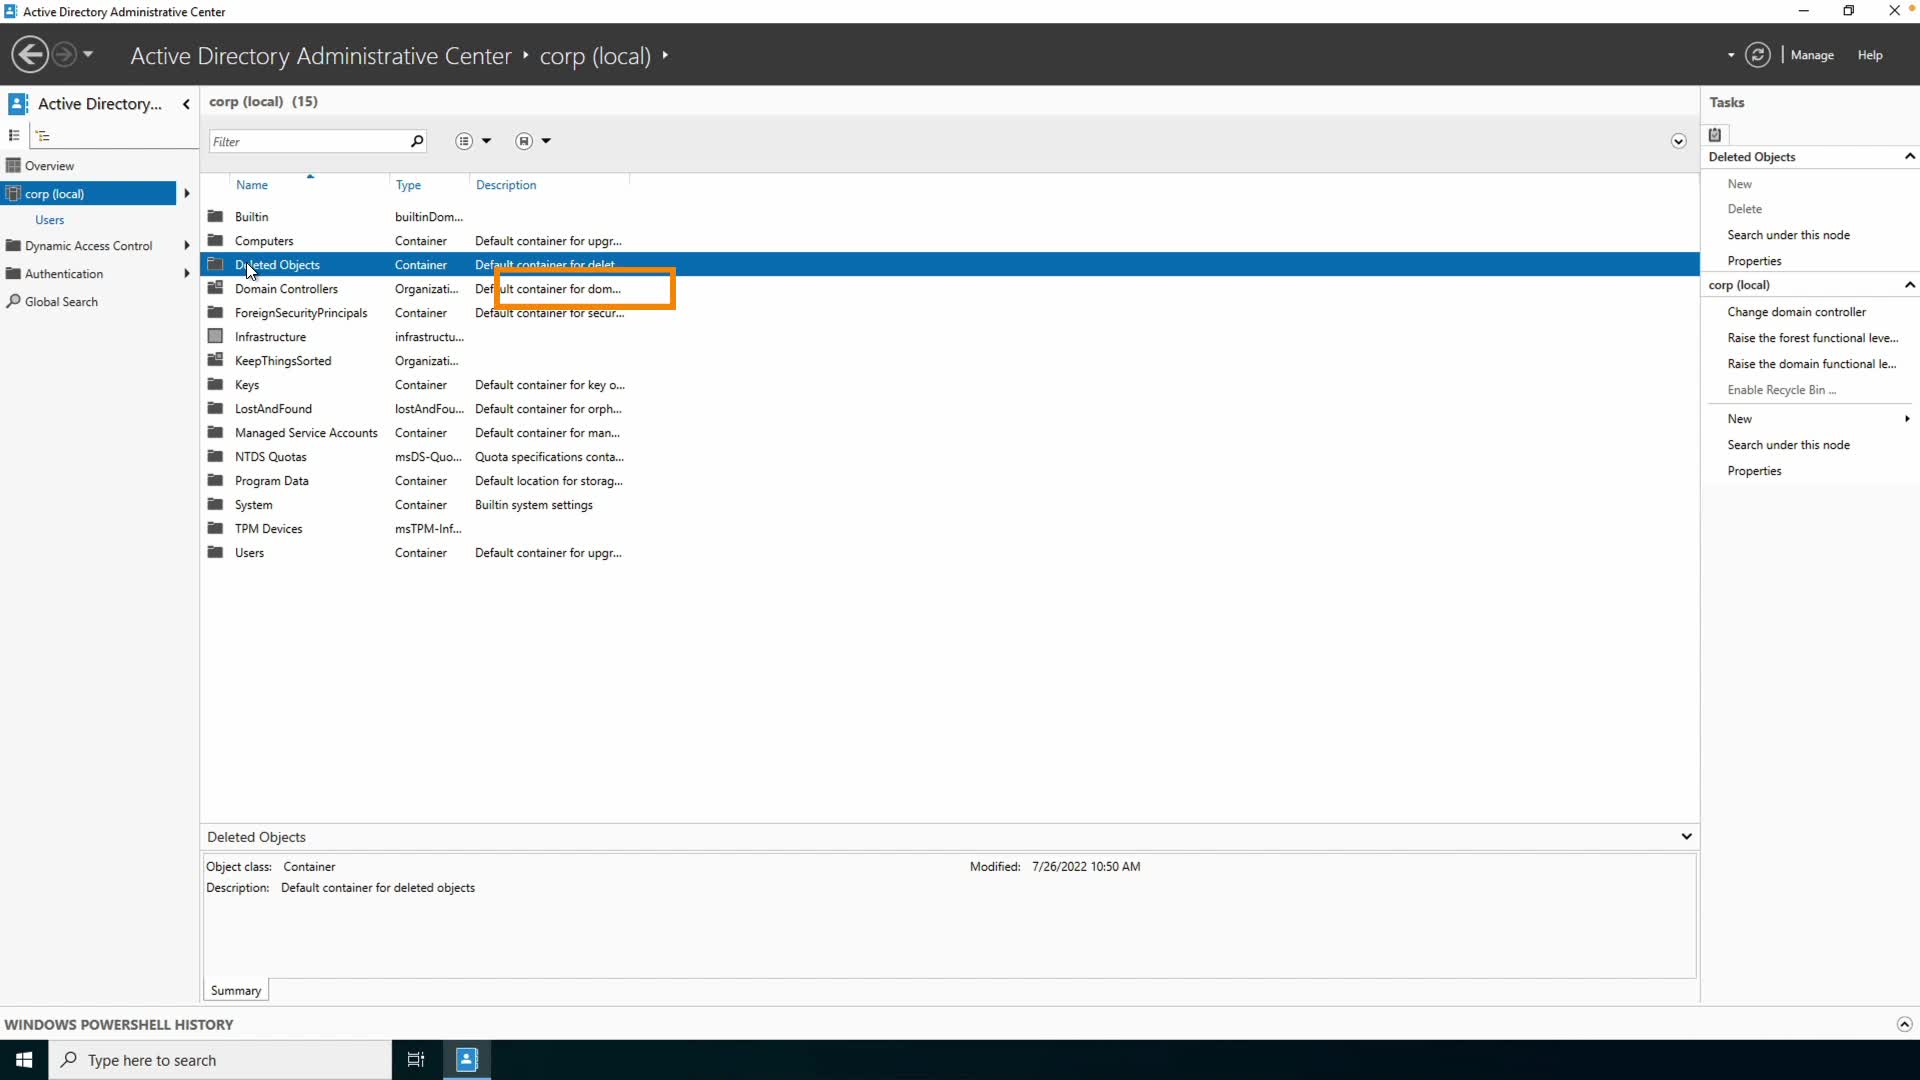 Active Directory Administrative Center
Active Directory Administrative Center corp (local)
Manage Help
Active Directory...
Overview
corp (local)
Users
Dynamic Access Control
Authentication
Global Search
corp (local) (15)
Filter
Name Type Description
Builtin builtinDom...
Computers Container Default container for upgr...
Deleted Objects Container Default container for delet...
Domain Controllers Organizati... Default container for dom...
ForeignSecurityPrincipals Container Default container for secur...
Infrastructure infrastructu...
KeepThingsSorted Organizati...
Keys Container Default container for key o...
LostAndFound lostAndFou... Default container for orph...
Managed Service Accounts Container Default container for man...
NTDS Quotas msDS-Quo... Quota specifications conta...
Program Data Container Default location for storag...
System Container Builtin system settings
TPM Devices msTPM-Inf...
Users Container Default container for upgr...
Deleted Objects
Object class: Container Modified: 7/26/2022 10:50 AM
Description: Default container for deleted objects
Summary
Tasks
Deleted Objects
New
Delete
Search under this node
Properties
corp (local)
Change domain controller
Raise the forest functional leve...
Raise the domain functional le...
Enable Recycle Bin ...
New
Search under this node
Properties
WINDOWS POWERSHELL HISTORY
Type here to search